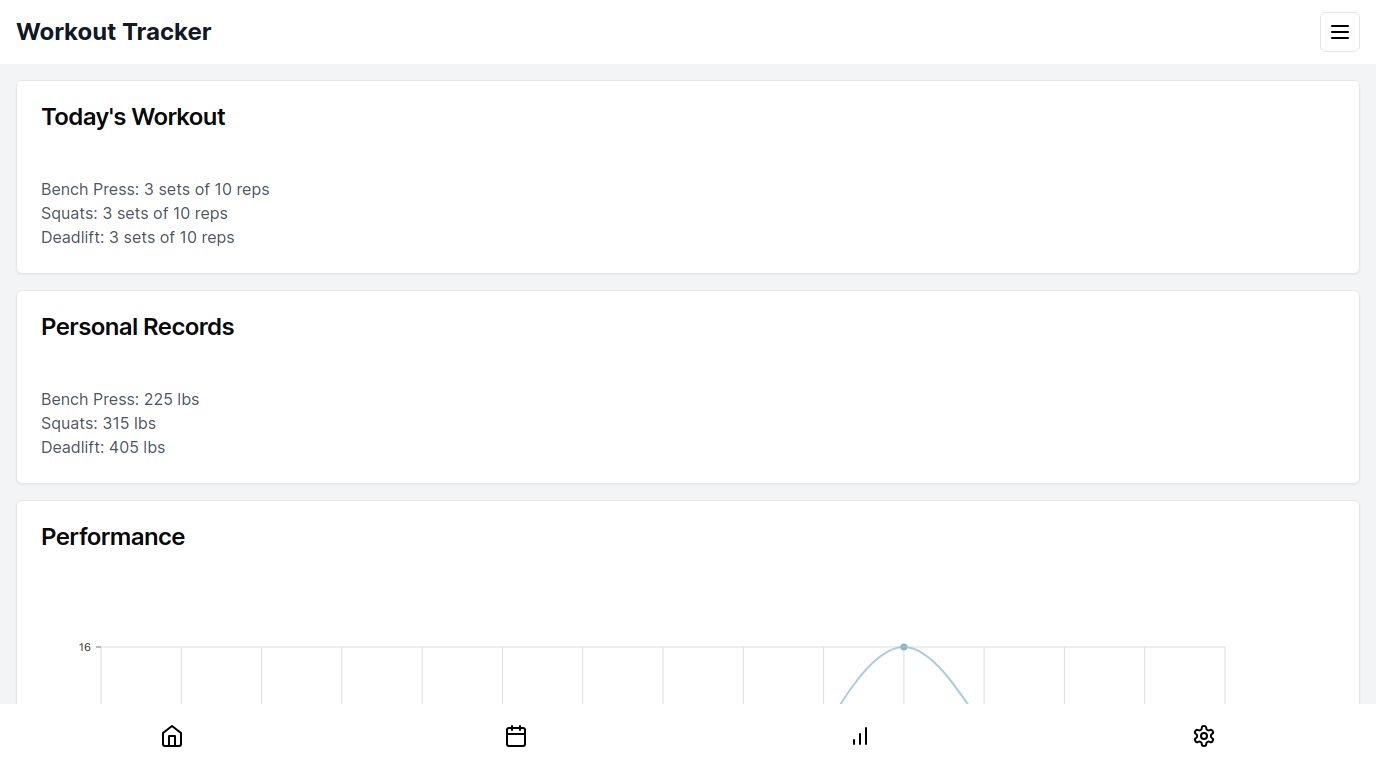 Workout Tracker
Today's Workout
Bench Press: 3 sets of 10 reps
Squats: 3 sets of 10 reps
Deadlift: 3 sets of 10 reps
Personal Records
Bench Press: 225 lbs
Squats: 315 lbs
Deadlift: 405 lbs
Performance
16